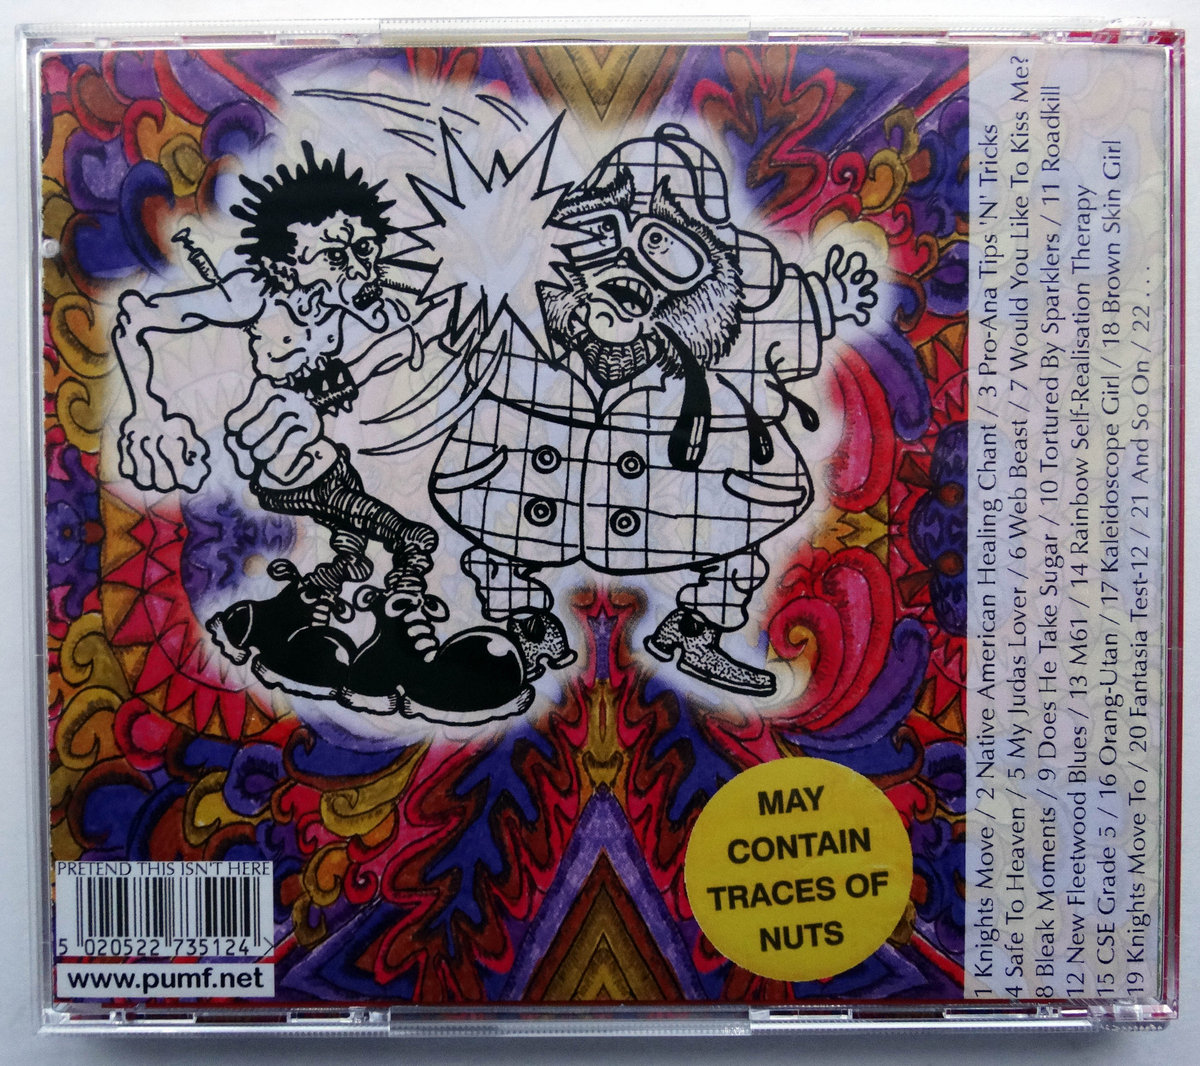 1 Knights Move / 2 Native American Healing Chant / 3 Pro-Ana Tips 'N' Tricks
4 Safe To Heaven / 5 My Judas Lover / 6 Web Beast / 7 Would You Like To Kiss Me?
8 Bleak Moments / 9 Does He Take Sugar / 10 Tortured By Sparklers / 11 Roadkill
12 New Fleetwood Blues / 13 M61 / 14 Rainbow Self-Realisation Therapy
15 CSE Grade 5 / 16 Orang-Utan / 17 Kaleidoscope Girl / 18 Brown Skin Girl
19 Knights Move To / 20 Fantasia Test-12 / 21 And So On / 22 . . . .
MAY
CONTAIN
TRACES OF
NUTS
PRETEND THIS ISN'T HERE
5 020522 735124 >
www.pumf.net